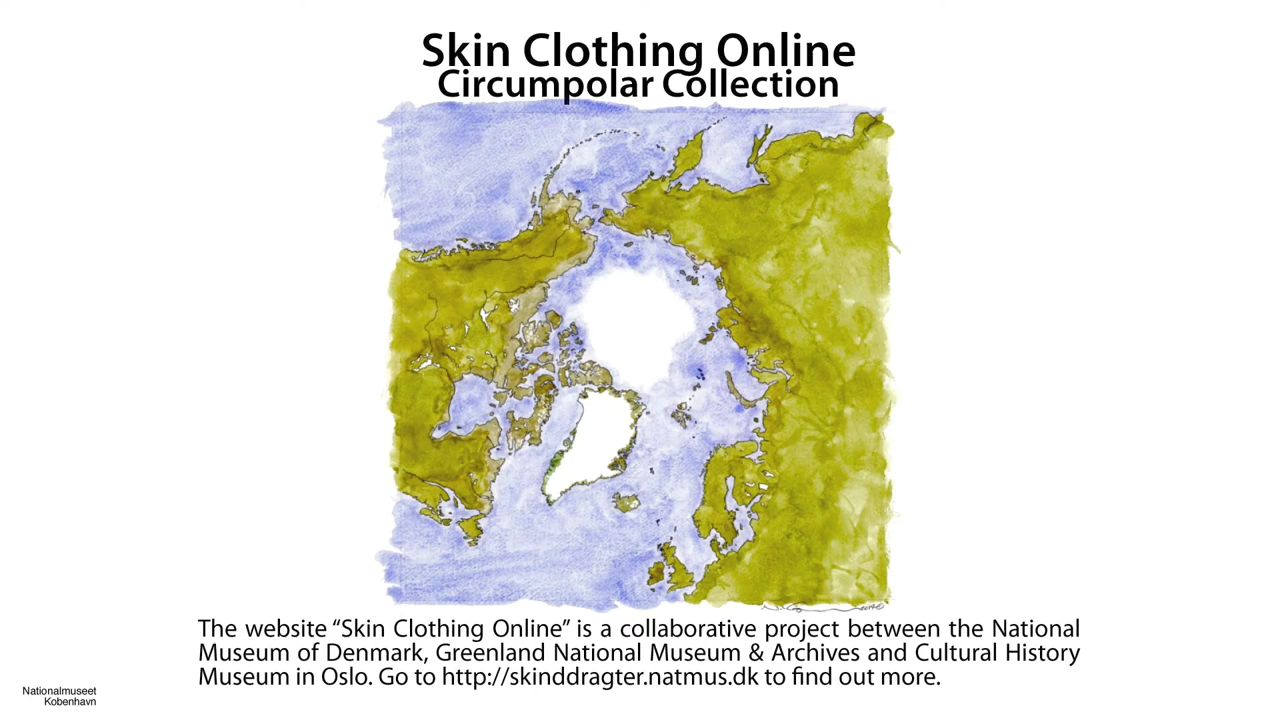 Skin Clothing Online
Circumpolar Collection
The website “Skin Clothing Online” is a collaborative project between the National
Museum of Denmark, Greenland National Museum & Archives and Cultural History
Museum in Oslo. Go to http://skinddragter.natmus.dk to find out more.
Nationalmuseet
Kobenhavn